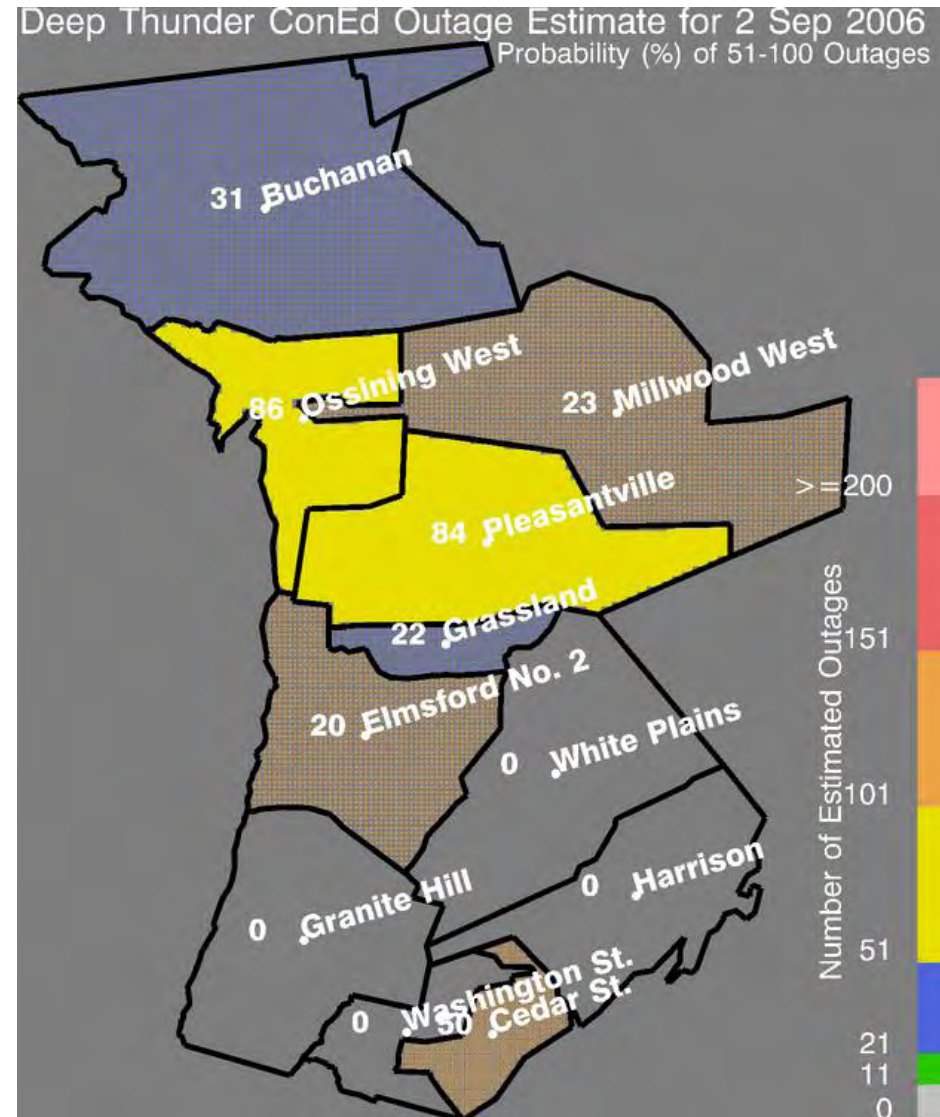 Deep Thunder ConEd Outage Estimate for 2 Sep 2006
Probability (%) of 51-100 Outages
31 Buchanan
86 Ossining West
23 Millwood West
84 Pleasantville
22 Grassland
20 Elmsford No. 2
0 White Plains
0 Harrison
0 Granite Hill
0 Washington St.
50 Cedar St.
Number of Estimated Outages
>=200
151
101
51
21
11
0